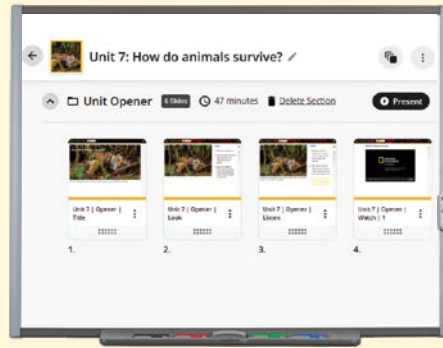 Unit 7: How do animals survive?
Unit Opener 6 Slides 47 minutes Delete Section Present
Unit 7 | Opener |
Title
Unit 7 | Opener |
Look
Unit 7 | Opener |
Listen
Unit 7 | Opener |
Watch | 1
1.
2.
3.
4.